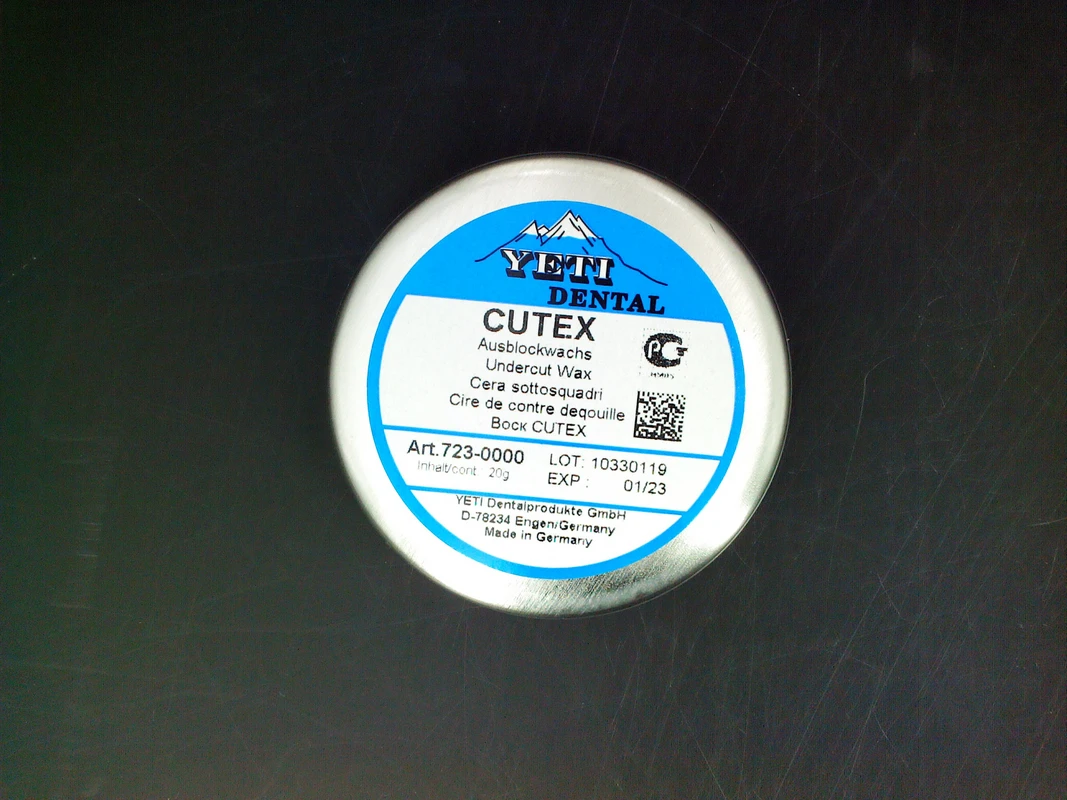 YETI
DENTAL
CUTEX
Ausblockwachs
Undercut Wax
Cera sottosquadri
Cire de contre deqouille
Воск CUTEX
Art.723-0000
Inhalt/cont.: 20g
LOT: 10330119
EXP : 01/23
YETI Dentalprodukte GmbH
D-78234 Engen/Germany
Made in Germany